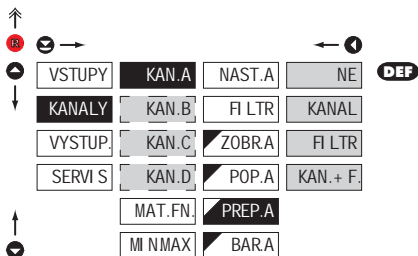 R
VSTUPY KAN.A NAST.A NE DEF
KANALY KAN.B FILTR KANAL
VYSTUP. KAN.C ZOBR.A FILTR
SERVIS KAN.D POP.A KAN.+ F.
MAT.FN. PREP.A
MINMAX BAR.A